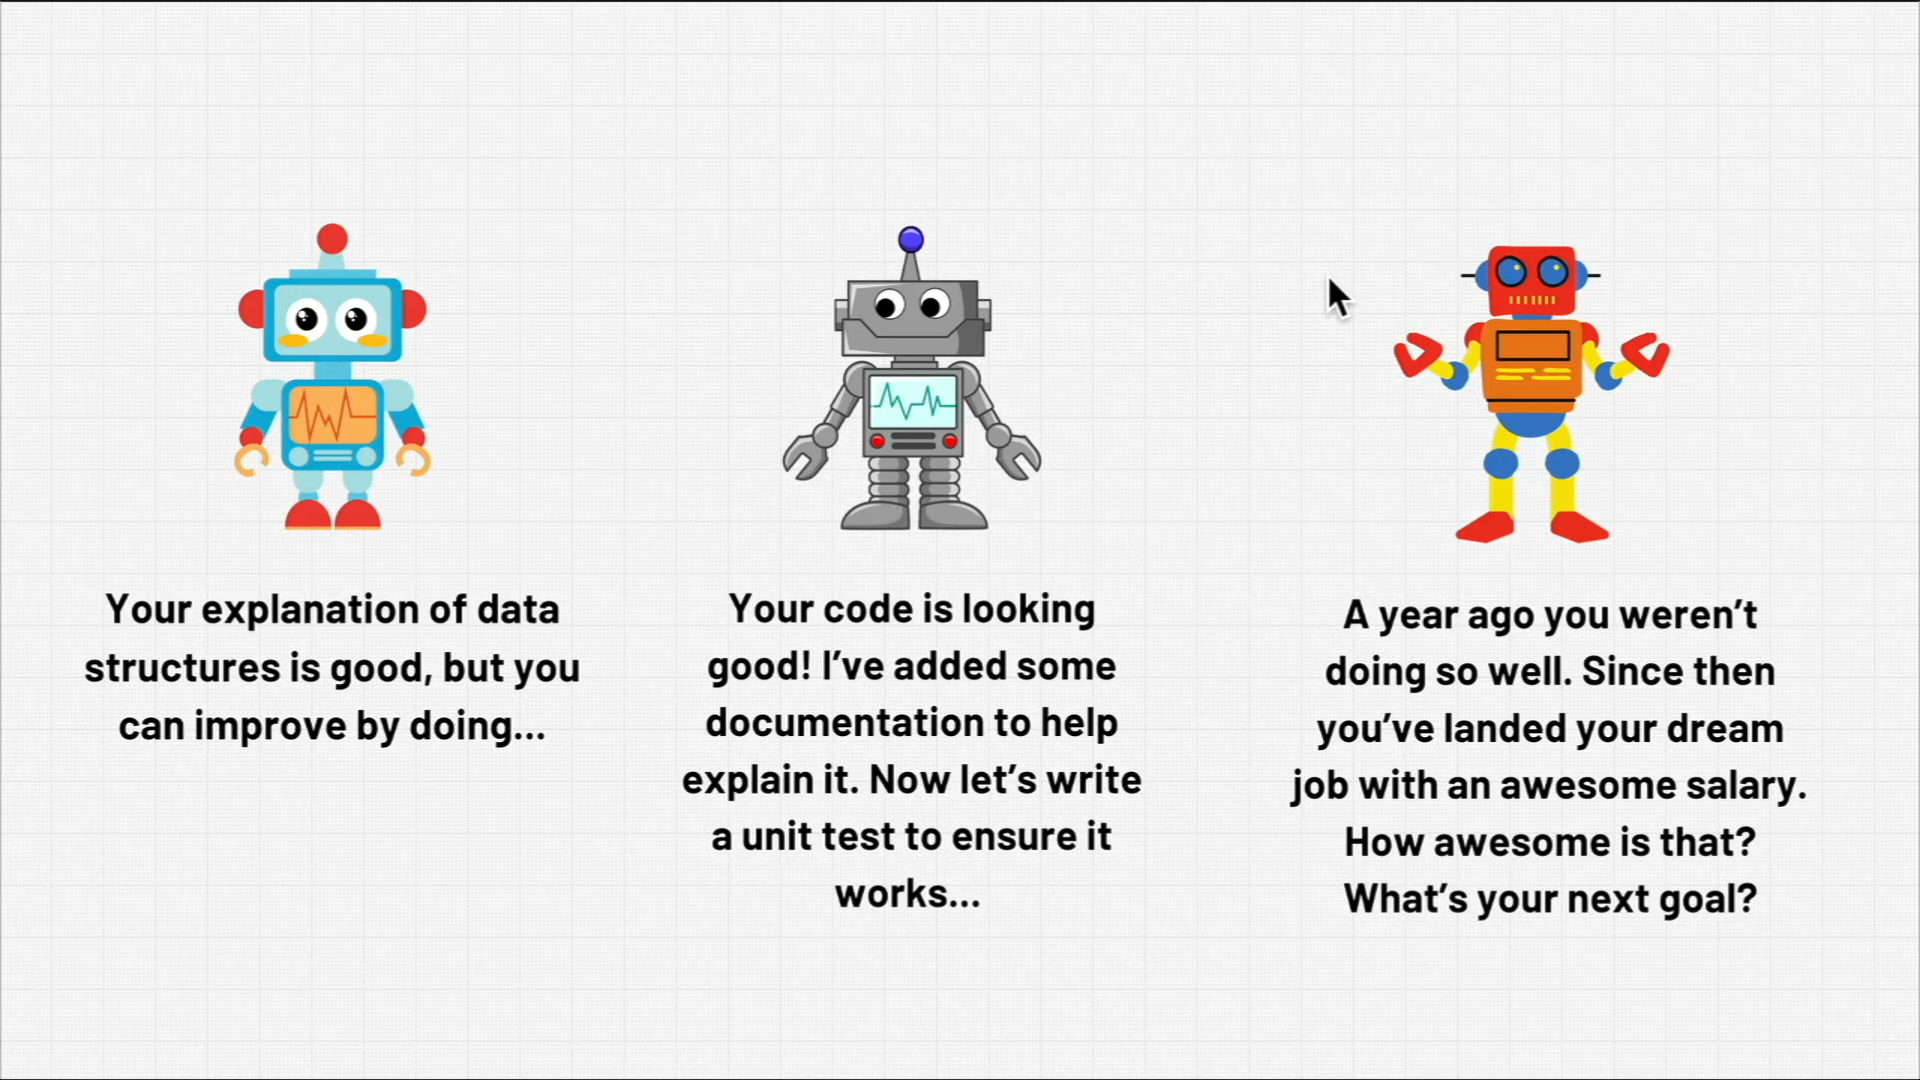 Your explanation of data
structures is good, but you
can improve by doing...
Your code is looking
good! I've added some
documentation to help
explain it. Now let's write
a unit test to ensure it
works...
A year ago you weren't
doing so well. Since then
you've landed your dream
job with an awesome salary.
How awesome is that?
What's your next goal?